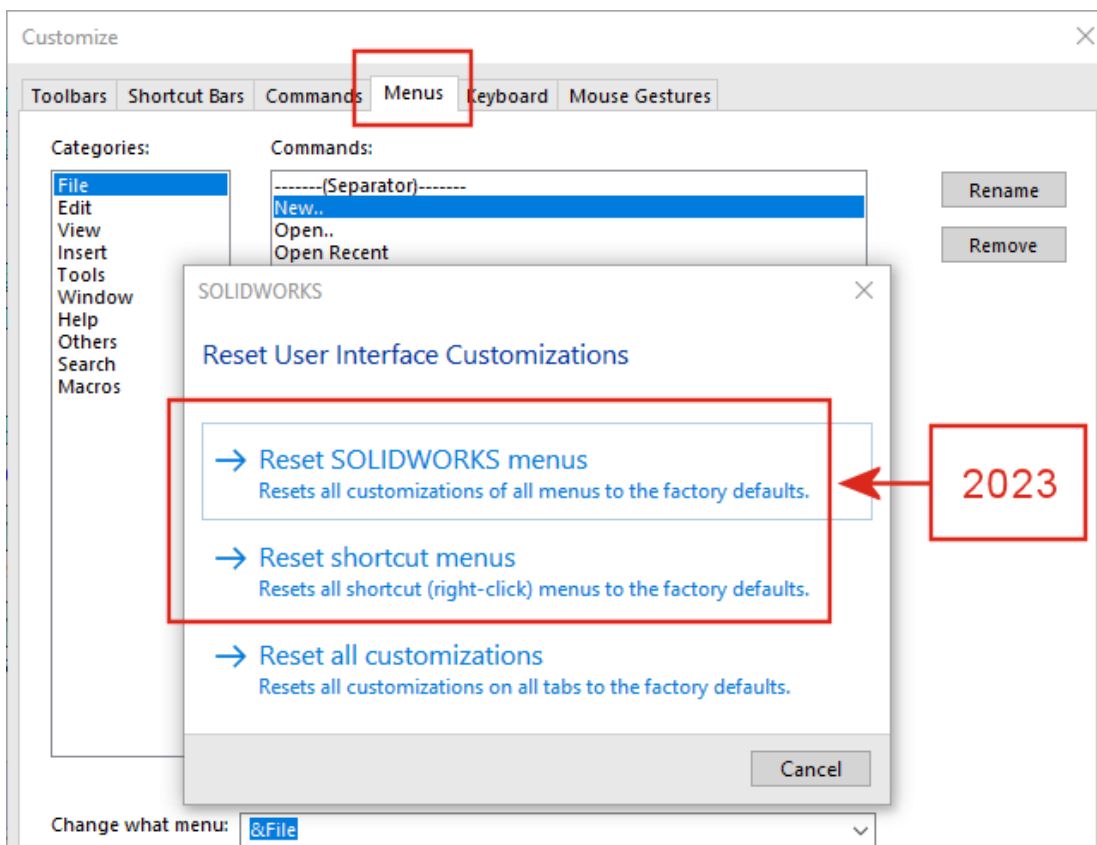 Customize
Toolbars Shortcut Bars Commands Menus Keyboard Mouse Gestures
Categories: Commands:
File
Edit
View
Insert
Tools
Window
Help
Others
Search
Macros
-------(Separator)-------
New..
Open..
Open Recent
Rename
Remove
SOLIDWORKS
Reset User Interface Customizations
Reset SOLIDWORKS menus
Resets all customizations of all menus to the factory defaults.
Reset shortcut menus
Resets all shortcut (right-click) menus to the factory defaults.
Reset all customizations
Resets all customizations on all tabs to the factory defaults.
2023
Cancel
Change what menu: &File